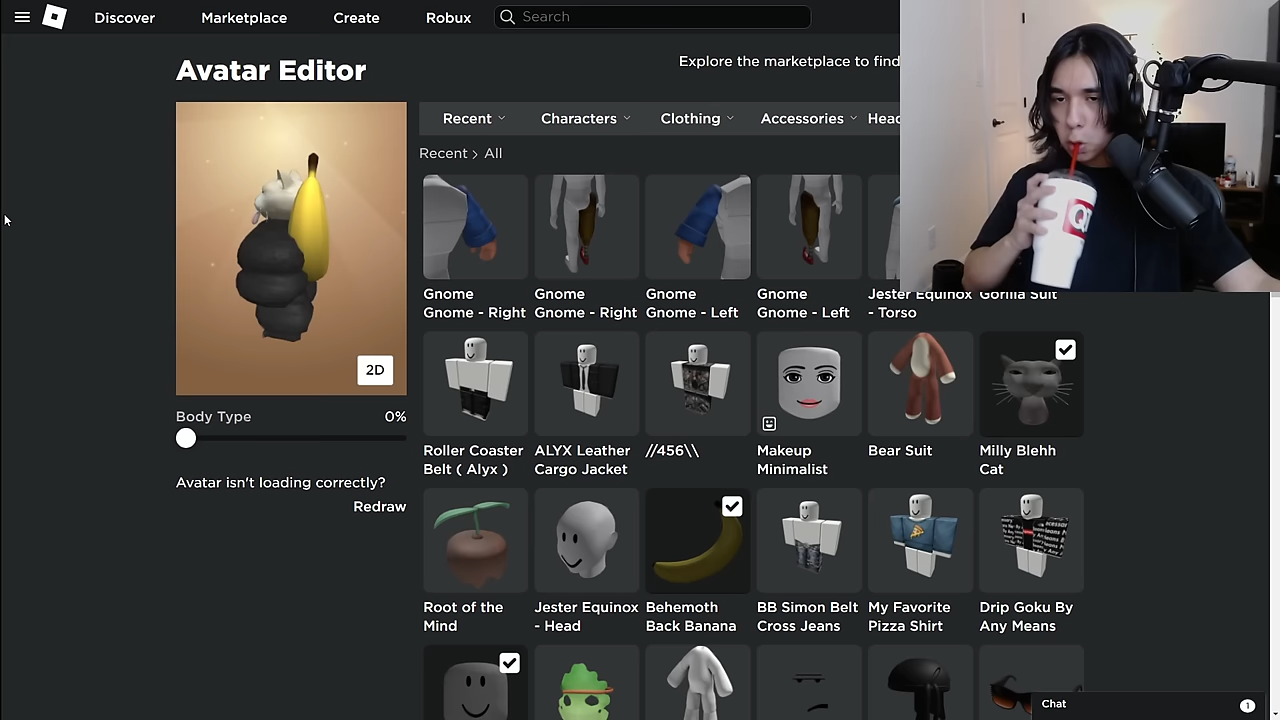 Discover
Marketplace
Create
Robux
Search
Avatar Editor
Explore the marketplace to find
Recent
Characters
Clothing
Accessories
Recent > All
2D
Body Type
0%
Avatar isn't loading correctly?
Redraw
Gnome
Gnome - Right
Gnome
Gnome - Right
Gnome
Gnome - Left
Gnome
Gnome - Left
Jester Equinox
- Torso
Gorilla Suit
Roller Coaster
Belt ( Alyx )
ALYX Leather
Cargo Jacket
//456\\
Makeup
Minimalist
Bear Suit
Milly Blehh
Cat
Root of the
Mind
Jester Equinox
- Head
Behemoth
Back Banana
BB Simon Belt
Cross Jeans
My Favorite
Pizza Shirt
Drip Goku By
Any Means
Chat
1
QT